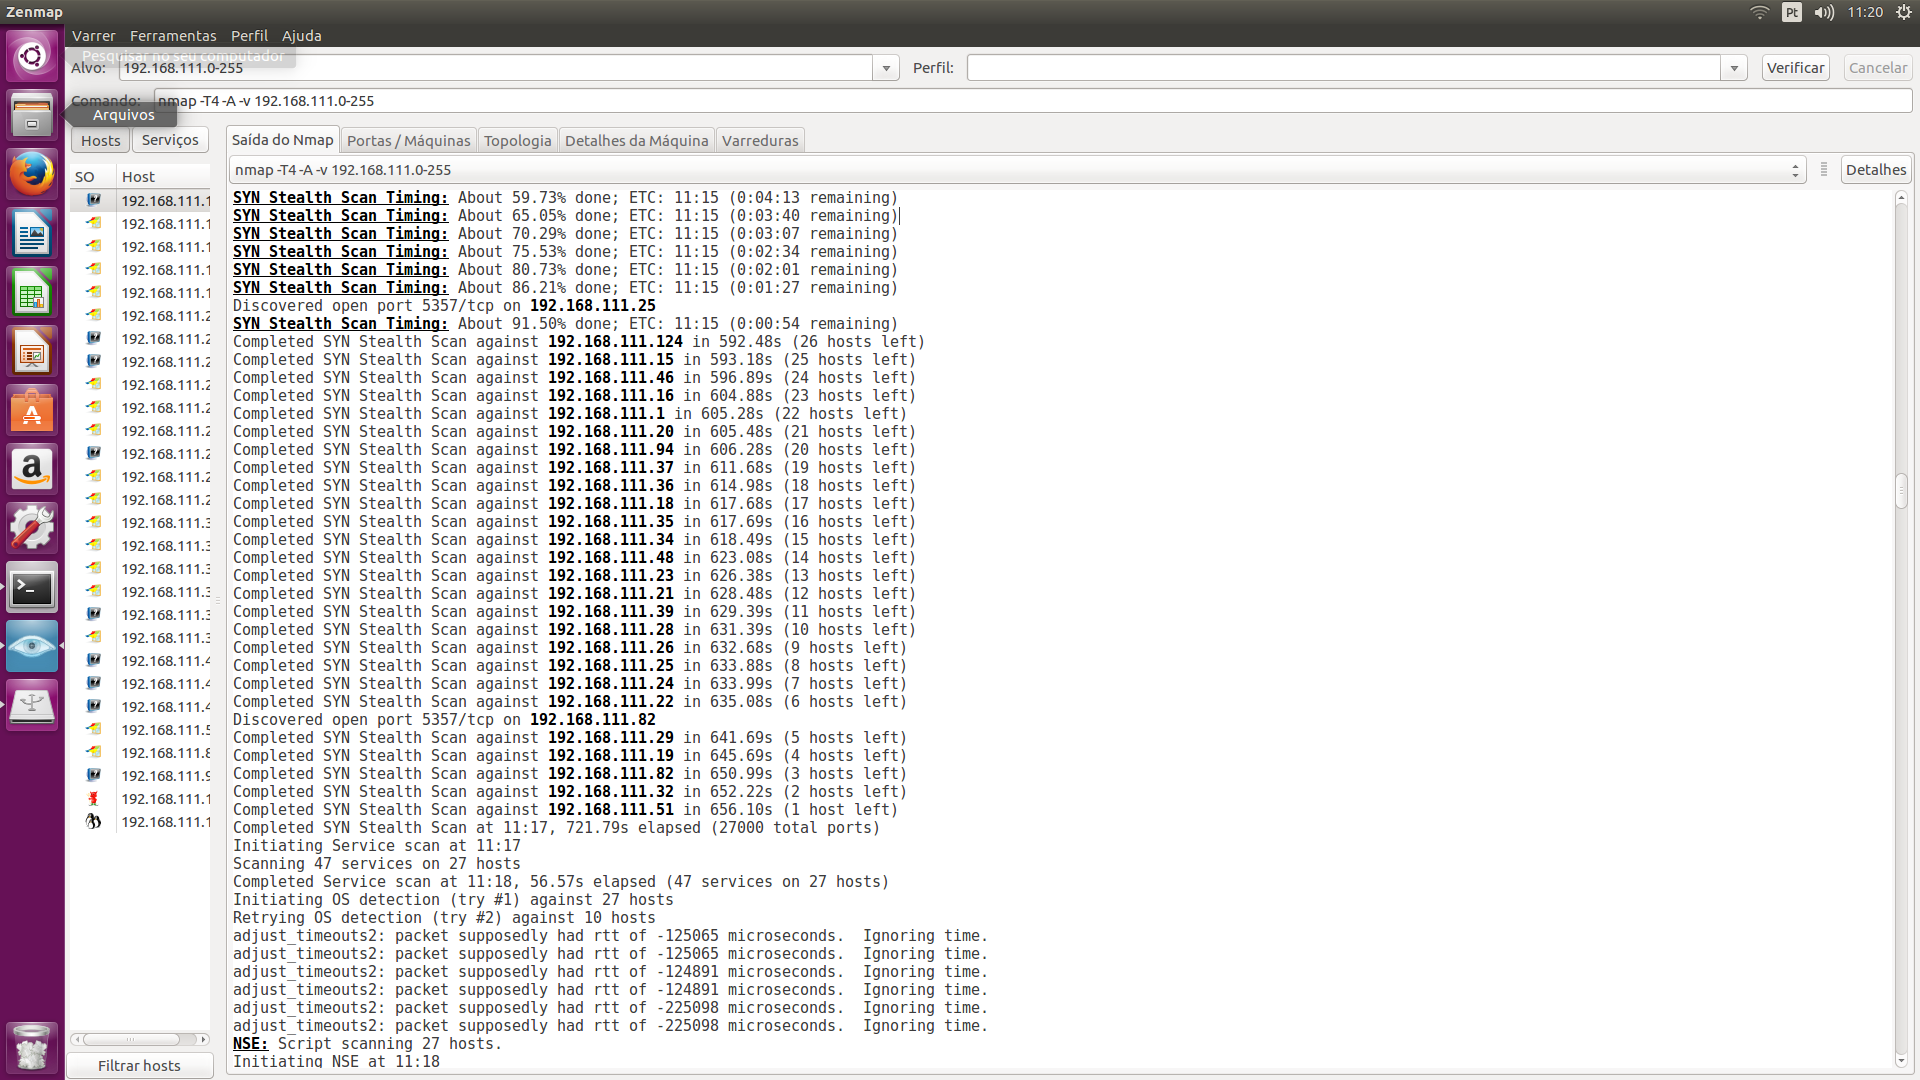 Zenmap
Pt
11:20
Varrer Ferramentas Perfil Ajuda
Pesquisar no seu computador
Alvo: 192.168.111.0-255 Perfil: Verificar Cancelar
Comando: nmap -T4 -A -v 192.168.111.0-255
Arquivos
Hosts Serviços
Saída do Nmap Portas / Máquinas Topologia Detalhes da Máquina Varreduras
nmap -T4 -A -v 192.168.111.0-255 Detalhes
SO Host
192.168.111.1
192.168.111.1
192.168.111.1
192.168.111.1
192.168.111.1
192.168.111.2
192.168.111.2
192.168.111.2
192.168.111.2
192.168.111.2
192.168.111.2
192.168.111.2
192.168.111.2
192.168.111.2
192.168.111.3
192.168.111.3
192.168.111.3
192.168.111.3
192.168.111.3
192.168.111.3
192.168.111.4
192.168.111.4
192.168.111.4
192.168.111.5
192.168.111.8
192.168.111.9
192.168.111.1
192.168.111.1
Filtrar hosts
SYN Stealth Scan Timing: About 59.73% done; ETC: 11:15 (0:04:13 remaining)
SYN Stealth Scan Timing: About 65.05% done; ETC: 11:15 (0:03:40 remaining)
SYN Stealth Scan Timing: About 70.29% done; ETC: 11:15 (0:03:07 remaining)
SYN Stealth Scan Timing: About 75.53% done; ETC: 11:15 (0:02:34 remaining)
SYN Stealth Scan Timing: About 80.73% done; ETC: 11:15 (0:02:01 remaining)
SYN Stealth Scan Timing: About 86.21% done; ETC: 11:15 (0:01:27 remaining)
Discovered open port 5357/tcp on 192.168.111.25
SYN Stealth Scan Timing: About 91.50% done; ETC: 11:15 (0:00:54 remaining)
Completed SYN Stealth Scan against 192.168.111.124 in 592.48s (26 hosts left)
Completed SYN Stealth Scan against 192.168.111.15 in 593.18s (25 hosts left)
Completed SYN Stealth Scan against 192.168.111.46 in 596.89s (24 hosts left)
Completed SYN Stealth Scan against 192.168.111.16 in 604.88s (23 hosts left)
Completed SYN Stealth Scan against 192.168.111.1 in 605.28s (22 hosts left)
Completed SYN Stealth Scan against 192.168.111.20 in 605.48s (21 hosts left)
Completed SYN Stealth Scan against 192.168.111.94 in 606.28s (20 hosts left)
Completed SYN Stealth Scan against 192.168.111.37 in 611.68s (19 hosts left)
Completed SYN Stealth Scan against 192.168.111.36 in 614.98s (18 hosts left)
Completed SYN Stealth Scan against 192.168.111.18 in 617.68s (17 hosts left)
Completed SYN Stealth Scan against 192.168.111.35 in 617.69s (16 hosts left)
Completed SYN Stealth Scan against 192.168.111.34 in 618.49s (15 hosts left)
Completed SYN Stealth Scan against 192.168.111.48 in 623.08s (14 hosts left)
Completed SYN Stealth Scan against 192.168.111.23 in 626.38s (13 hosts left)
Completed SYN Stealth Scan against 192.168.111.21 in 628.48s (12 hosts left)
Completed SYN Stealth Scan against 192.168.111.39 in 629.39s (11 hosts left)
Completed SYN Stealth Scan against 192.168.111.28 in 631.39s (10 hosts left)
Completed SYN Stealth Scan against 192.168.111.26 in 632.68s (9 hosts left)
Completed SYN Stealth Scan against 192.168.111.25 in 633.88s (8 hosts left)
Completed SYN Stealth Scan against 192.168.111.24 in 633.99s (7 hosts left)
Completed SYN Stealth Scan against 192.168.111.22 in 635.08s (6 hosts left)
Discovered open port 5357/tcp on 192.168.111.82
Completed SYN Stealth Scan against 192.168.111.29 in 641.69s (5 hosts left)
Completed SYN Stealth Scan against 192.168.111.19 in 645.69s (4 hosts left)
Completed SYN Stealth Scan against 192.168.111.82 in 650.99s (3 hosts left)
Completed SYN Stealth Scan against 192.168.111.32 in 652.22s (2 hosts left)
Completed SYN Stealth Scan against 192.168.111.51 in 656.10s (1 host left)
Completed SYN Stealth Scan at 11:17, 721.79s elapsed (27000 total ports)
Initiating Service scan at 11:17
Scanning 47 services on 27 hosts
Completed Service scan at 11:18, 56.57s elapsed (47 services on 27 hosts)
Initiating OS detection (try #1) against 27 hosts
Retrying OS detection (try #2) against 10 hosts
adjust_timeouts2: packet supposedly had rtt of -125065 microseconds.  Ignoring time.
adjust_timeouts2: packet supposedly had rtt of -125065 microseconds.  Ignoring time.
adjust_timeouts2: packet supposedly had rtt of -124891 microseconds.  Ignoring time.
adjust_timeouts2: packet supposedly had rtt of -124891 microseconds.  Ignoring time.
adjust_timeouts2: packet supposedly had rtt of -225098 microseconds.  Ignoring time.
adjust_timeouts2: packet supposedly had rtt of -225098 microseconds.  Ignoring time.
NSE: Script scanning 27 hosts.
Initiating NSE at 11:18